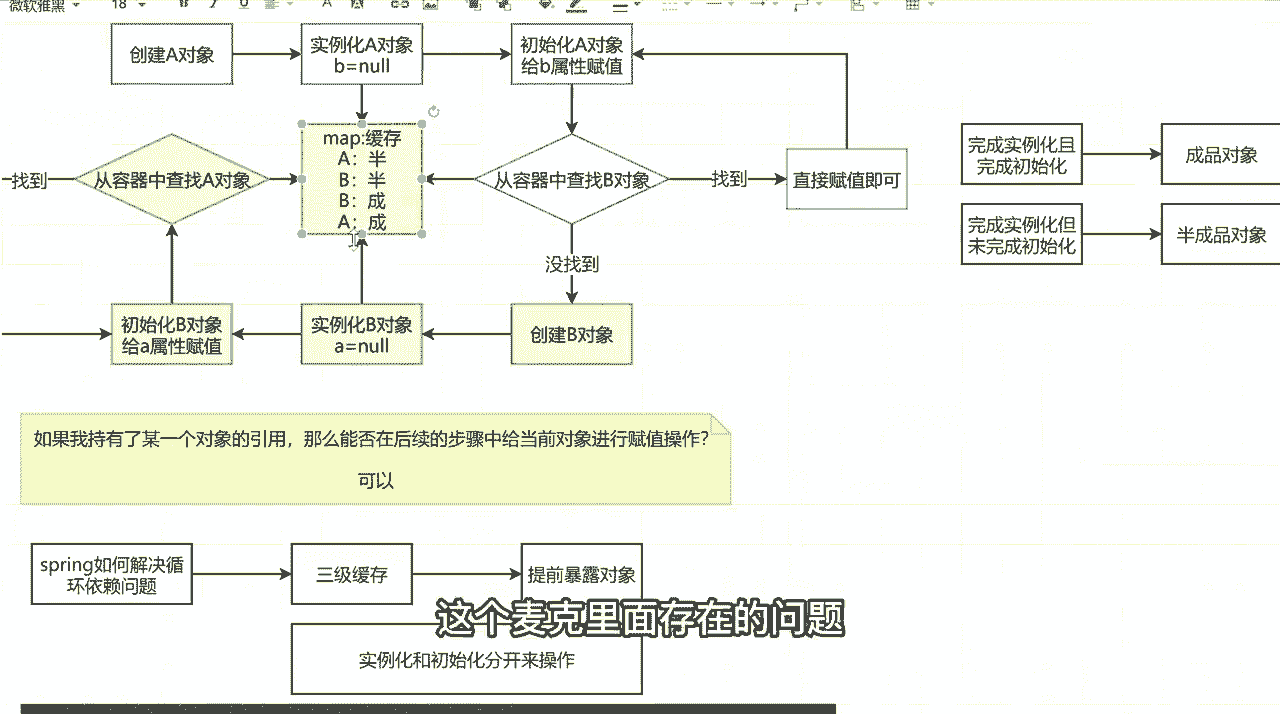 微软雅黑
18
创建A对象
实例化A对象
b=null
初始化A对象
给b属性赋值
map:缓存
A：半
B：半
B：成
A：成
找到
从容器中查找A对象
从容器中查找B对象
找到
直接赋值即可
完成实例化且
完成初始化
成品对象
完成实例化但
未完成初始化
半成品对象
没找到
初始化B对象
给a属性赋值
实例化B对象
a=null
创建B对象
如果我持有了某一个对象的引用，那么能否在后续的步骤中给当前对象进行赋值操作？
可以
spring如何解决循
环依赖问题
三级缓存
提前暴露对象
这个麦克里面存在的问题
实例化和初始化分开来操作